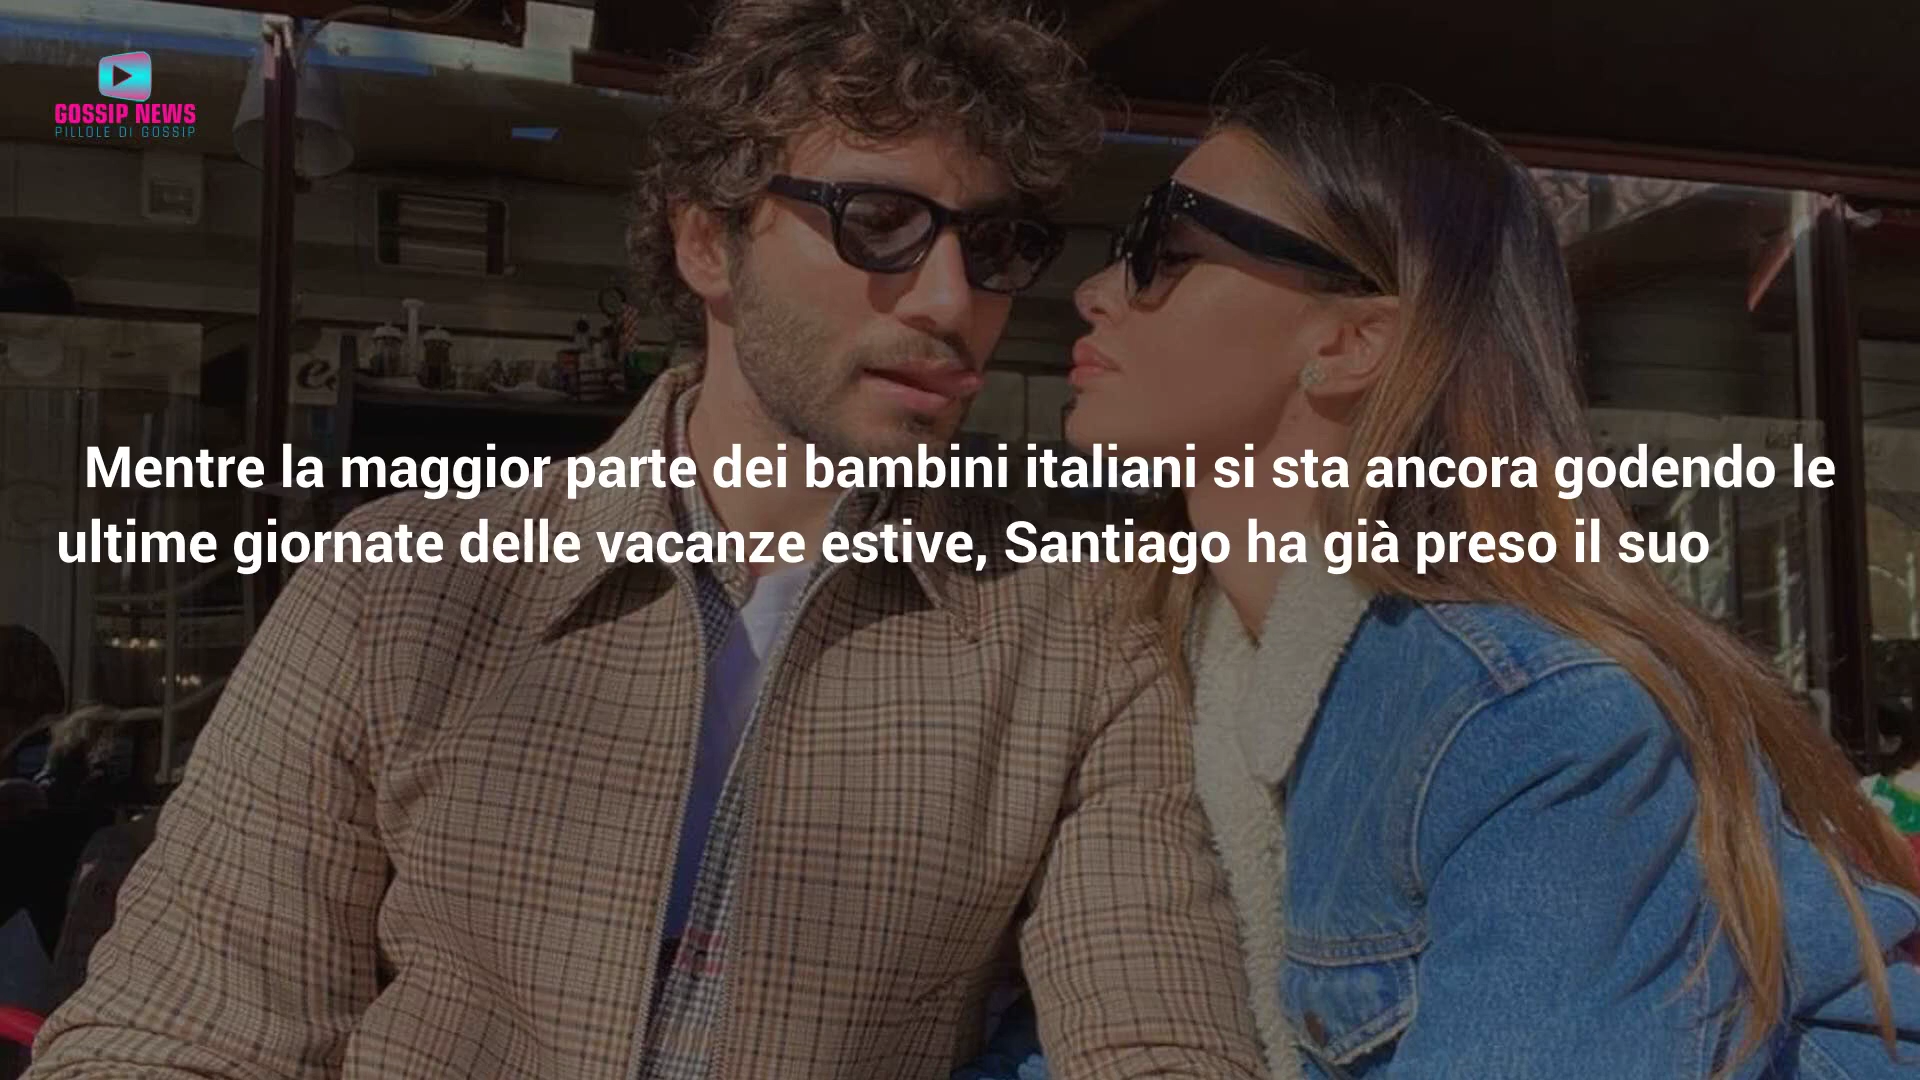 GOSSIP NEWS
PILLOLE DI GOSSIP
Mentre la maggior parte dei bambini italiani si sta ancora godendo le
ultime giornate delle vacanze estive, Santiago ha già preso il suo